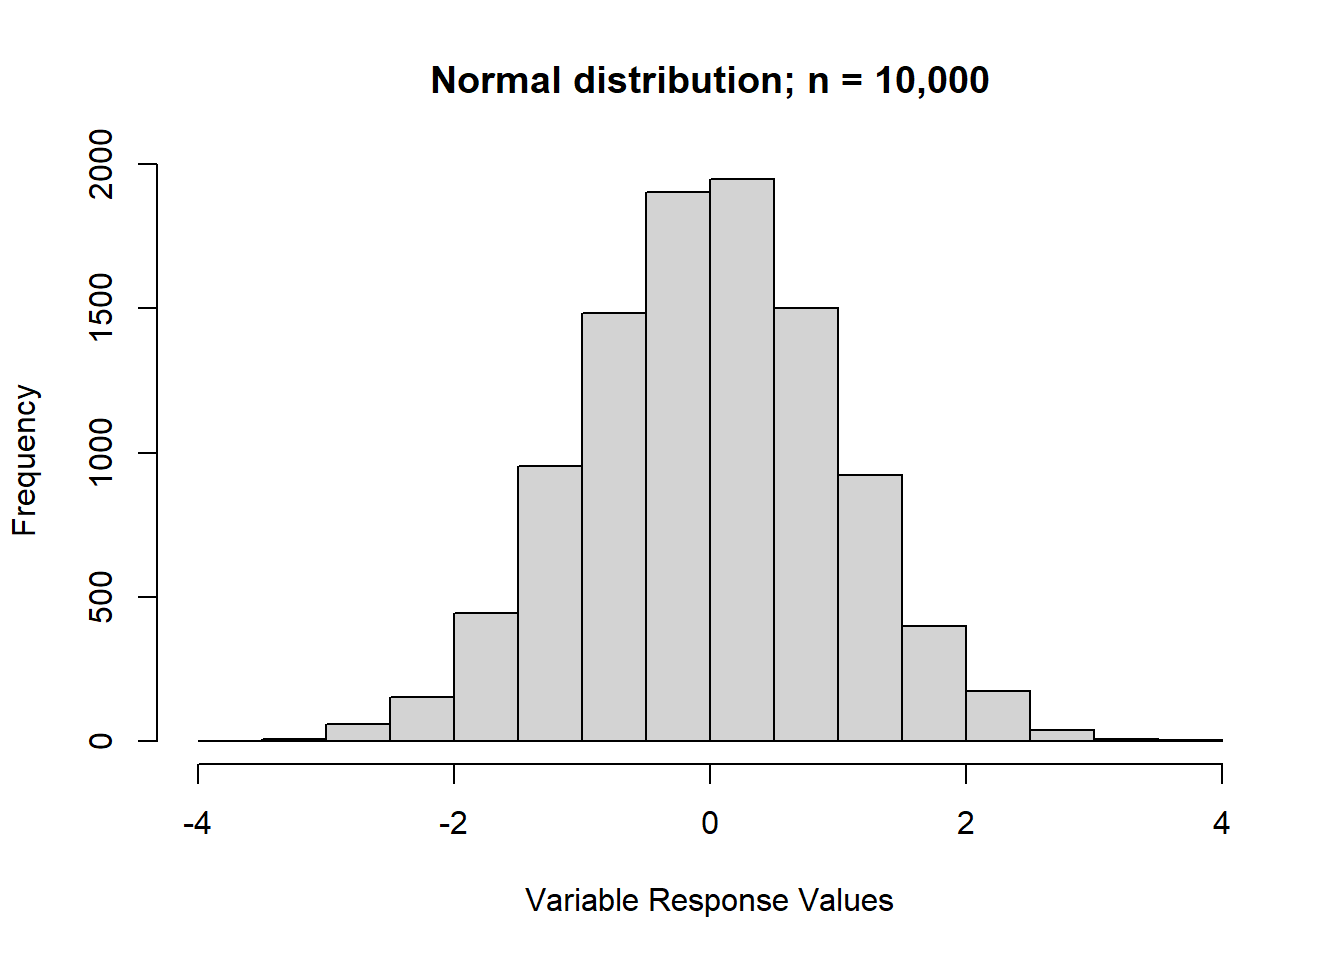 Normal distribution; n = 10,000
2000
1500
1000
500
0
Frequency
-4 -2 0 2 4
Variable Response Values